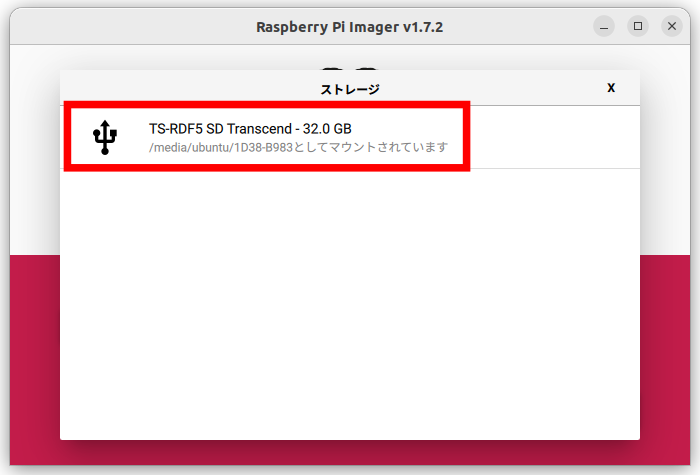 Raspberry Pi Imager v1.7.2
ストレージ
X
TS-RDF5 SD Transcend - 32.0 GB
/media/ubuntu/1D38-B983としてマウントされています